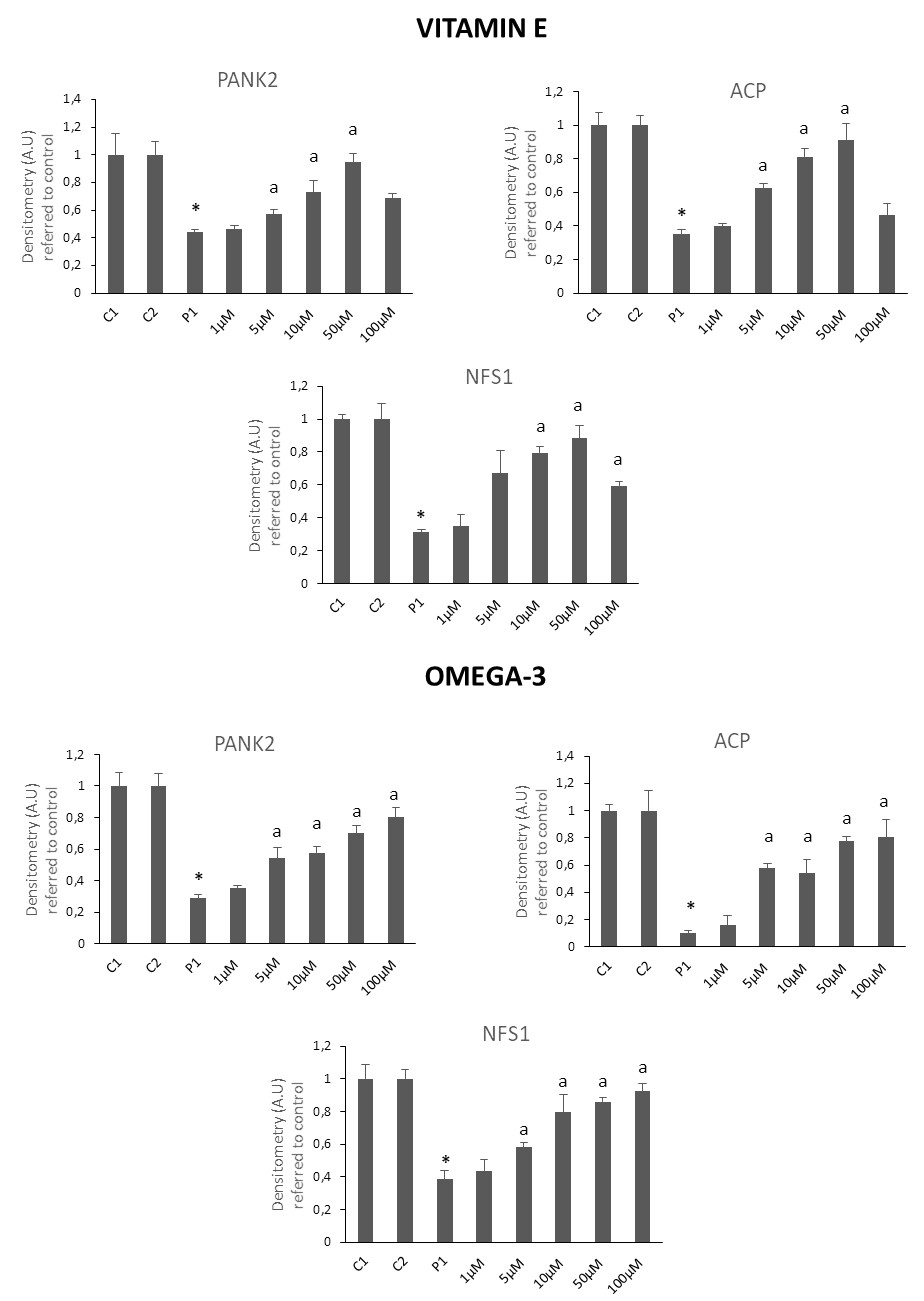 VITAMIN E
PANK2
Densitometry (A.U)
referred to control
1,4
1,2
1
0,8
0,6
0,4
0,2
0
*
a
a
a
C1
C2
P1
1µM
5µM
10µM
50µM
100µM
ACP
Densitometry (A.U)
referred to control
1,2
1
0,8
0,6
0,4
0,2
0
*
a
a
a
C1
C2
P1
1µM
5µM
10µM
50µM
100µM
NFS1
Densitometry (A.U)
referred to ontrol
1,2
1
0,8
0,6
0,4
0,2
0
*
a
a
a
C1
C2
P1
1µM
5µM
10µM
50µM
100µM
OMEGA-3
PANK2
Densitometry (A.U)
referred to control
1,2
1
0,8
0,6
0,4
0,2
0
*
a
a
a
a
C1
C2
P1
1µM
5µM
10µM
50µM
100µM
ACP
Densitometry (A.U)
referred to control
1,4
1,2
1
0,8
0,6
0,4
0,2
0
*
a
a
a
a
C1
C2
P1
1µM
5µM
10µM
50µM
100µM
NFS1
Densitometry (A.U)
referred to control
1,2
1
0,8
0,6
0,4
0,2
0
*
a
a
a
a
C1
C2
P1
1µM
5µM
10µM
50µM
100µM